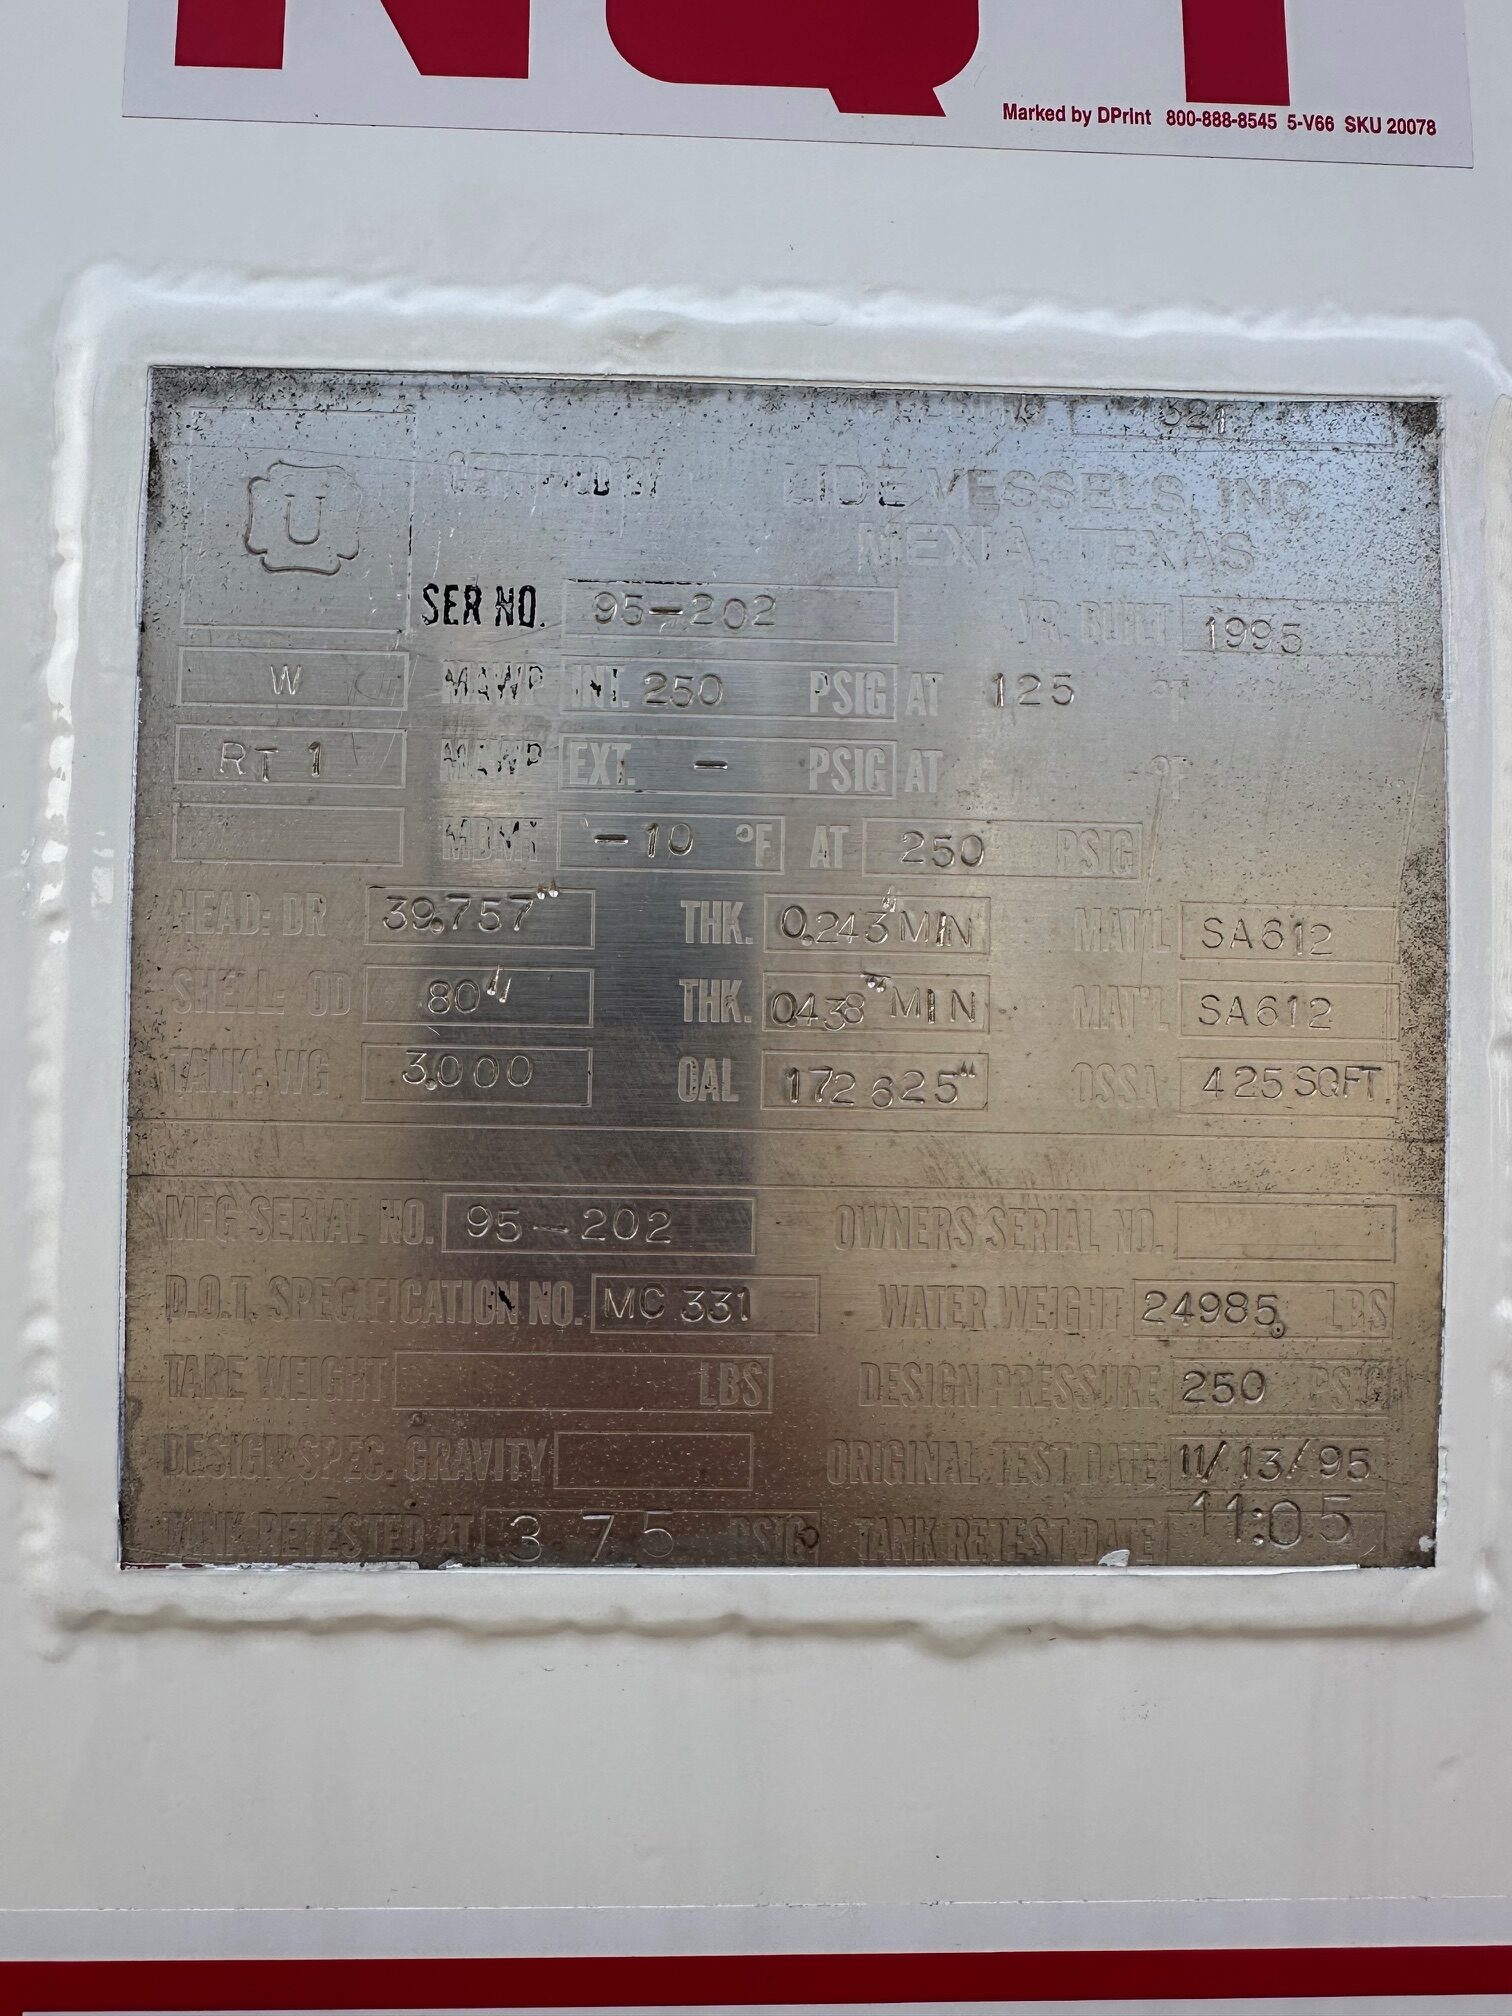 NQT
Marked by DPrint 800-888-8545 5-V66 SKU 20078
321
U CERTIFIED BY LIDE VESSELS, INC.
MEXIA, TEXAS
SER NO. 95-202 YR. BUILT 1995
W MAWP INT. 250 PSIG AT 125 °F
RT 1 MAWP EXT. - PSIG AT °F
MDMT -10 °F AT 250 PSIG
HEAD: DR 39.757" THK. 0.243" MIN MAT'L SA612
SHELL: OD 80" THK. 0.438" MIN MAT'L SA612
TANK: WG 3,000 OAL 172.625" OSSA 425 SQFT.
MFG SERIAL NO. 95-202 OWNERS SERIAL NO.
D.O.T. SPECIFICATION NO. MC 331 WATER WEIGHT 24985. LBS
TARE WEIGHT LBS DESIGN PRESSURE 250 PSIG
DESIGN SPEC. GRAVITY ORIGINAL TEST DATE 11/13/95
TANK RETESTED AT 375 PSIG TANK RETEST DATE 11:05